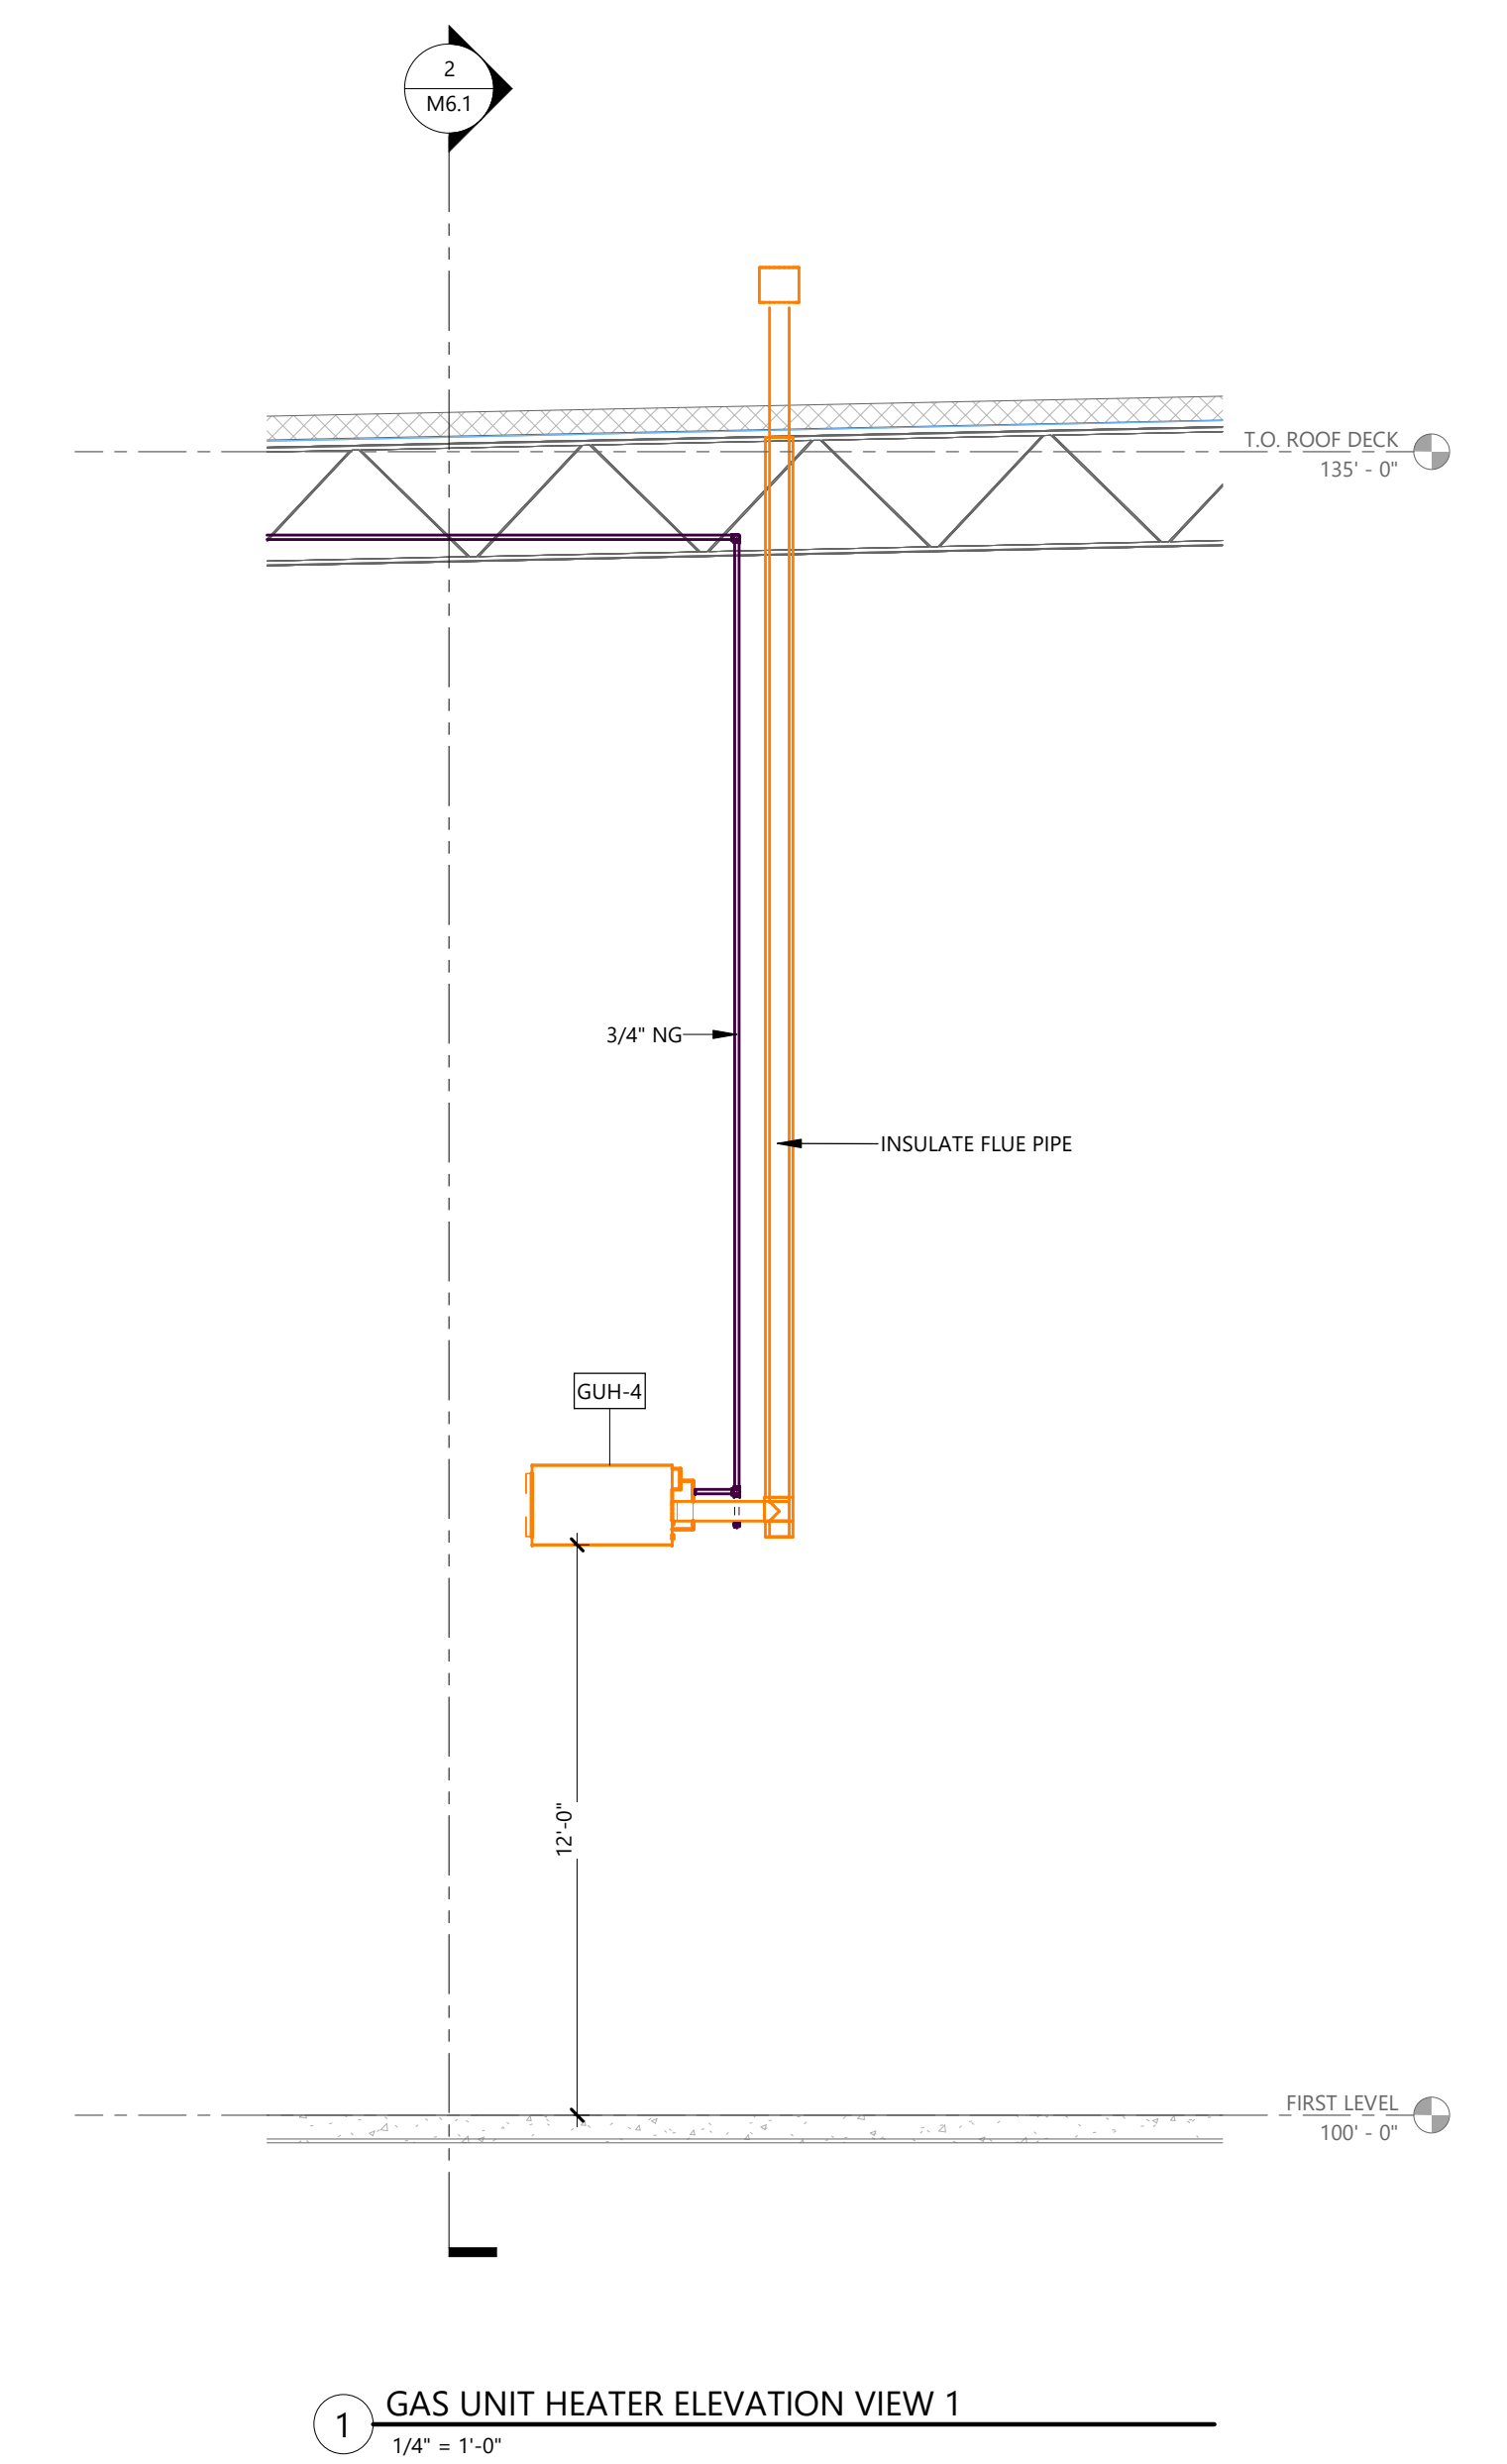 2
M6.1
T.O. ROOF DECK
135' - 0"
3/4" NG
INSULATE FLUE PIPE
GUH-4
12'-0"
FIRST LEVEL
100' - 0"
1
GAS UNIT HEATER ELEVATION VIEW 1
1/4" = 1'-0"